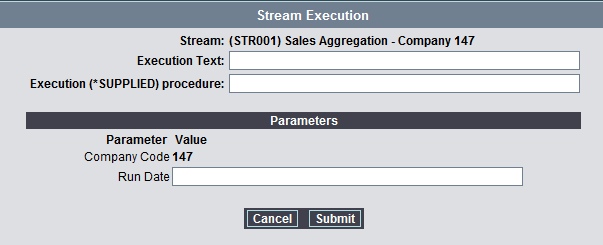 Stream Execution
Stream: (STR001) Sales Aggregation - Company 147
Execution Text:
Execution (*SUPPLIED) procedure:
Parameters
Parameter Value
Company Code 147
Run Date
Cancel Submit